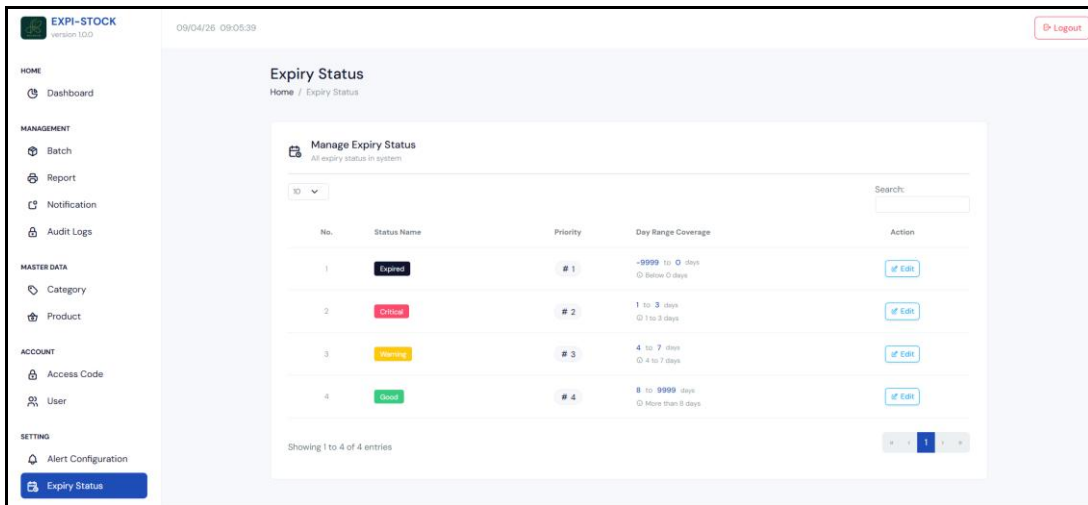 EXPI-STOCK
version 1.0.0
09/04/26 09:05:39
Logout
HOME
Dashboard
MANAGEMENT
Batch
Report
Notification
Audit Logs
MASTER DATA
Category
Product
ACCOUNT
Access Code
User
SETTING
Alert Configuration
Expiry Status
Expiry Status
Home / Expiry Status
Manage Expiry Status
All expiry status in system
10
Search:
No. Status Name Priority Day Range Coverage Action
1 Expired # 1 -9999 to 0 days Edit
Below 0 days
2 Critical # 2 1 to 3 days Edit
1 to 3 days
3 Warning # 3 4 to 7 days Edit
4 to 7 days
4 Good # 4 8 to 9999 days Edit
More than 8 days
Showing 1 to 4 of 4 entries
« ‹ 1 › »